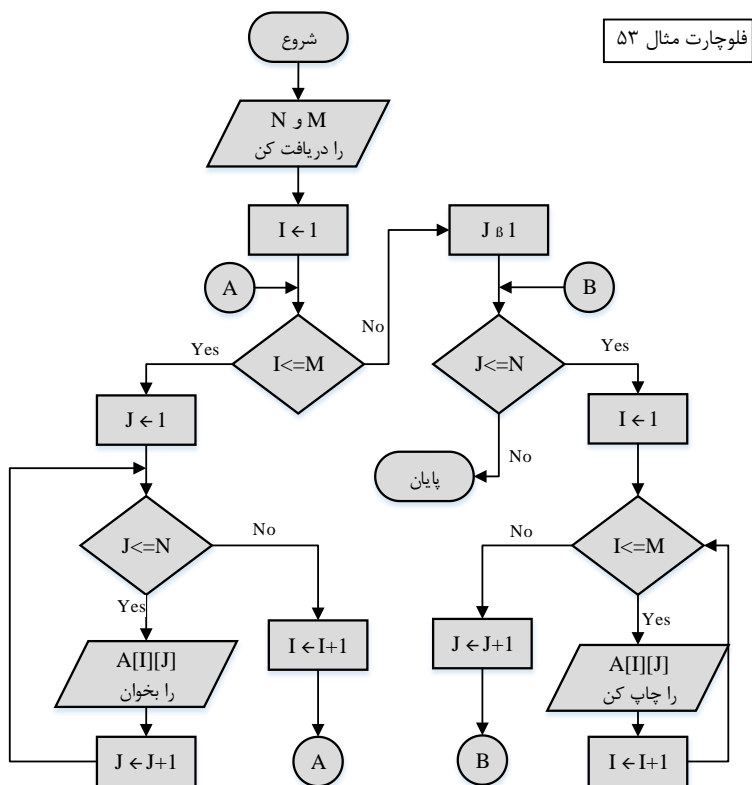 فلوچارت مثال ۵۳
شروع
M و N
را دریافت کن
I ← 1
J ß 1
A
B
I<=M
No
Yes
J<=N
Yes
No
J ← 1
I ← 1
پایان
J<=N
No
Yes
I<=M
No
Yes
A[I][J]
را بخوان
I ← I+1
J ← J+1
A[I][J]
را چاپ کن
J ← J+1
A
B
I ← I+1